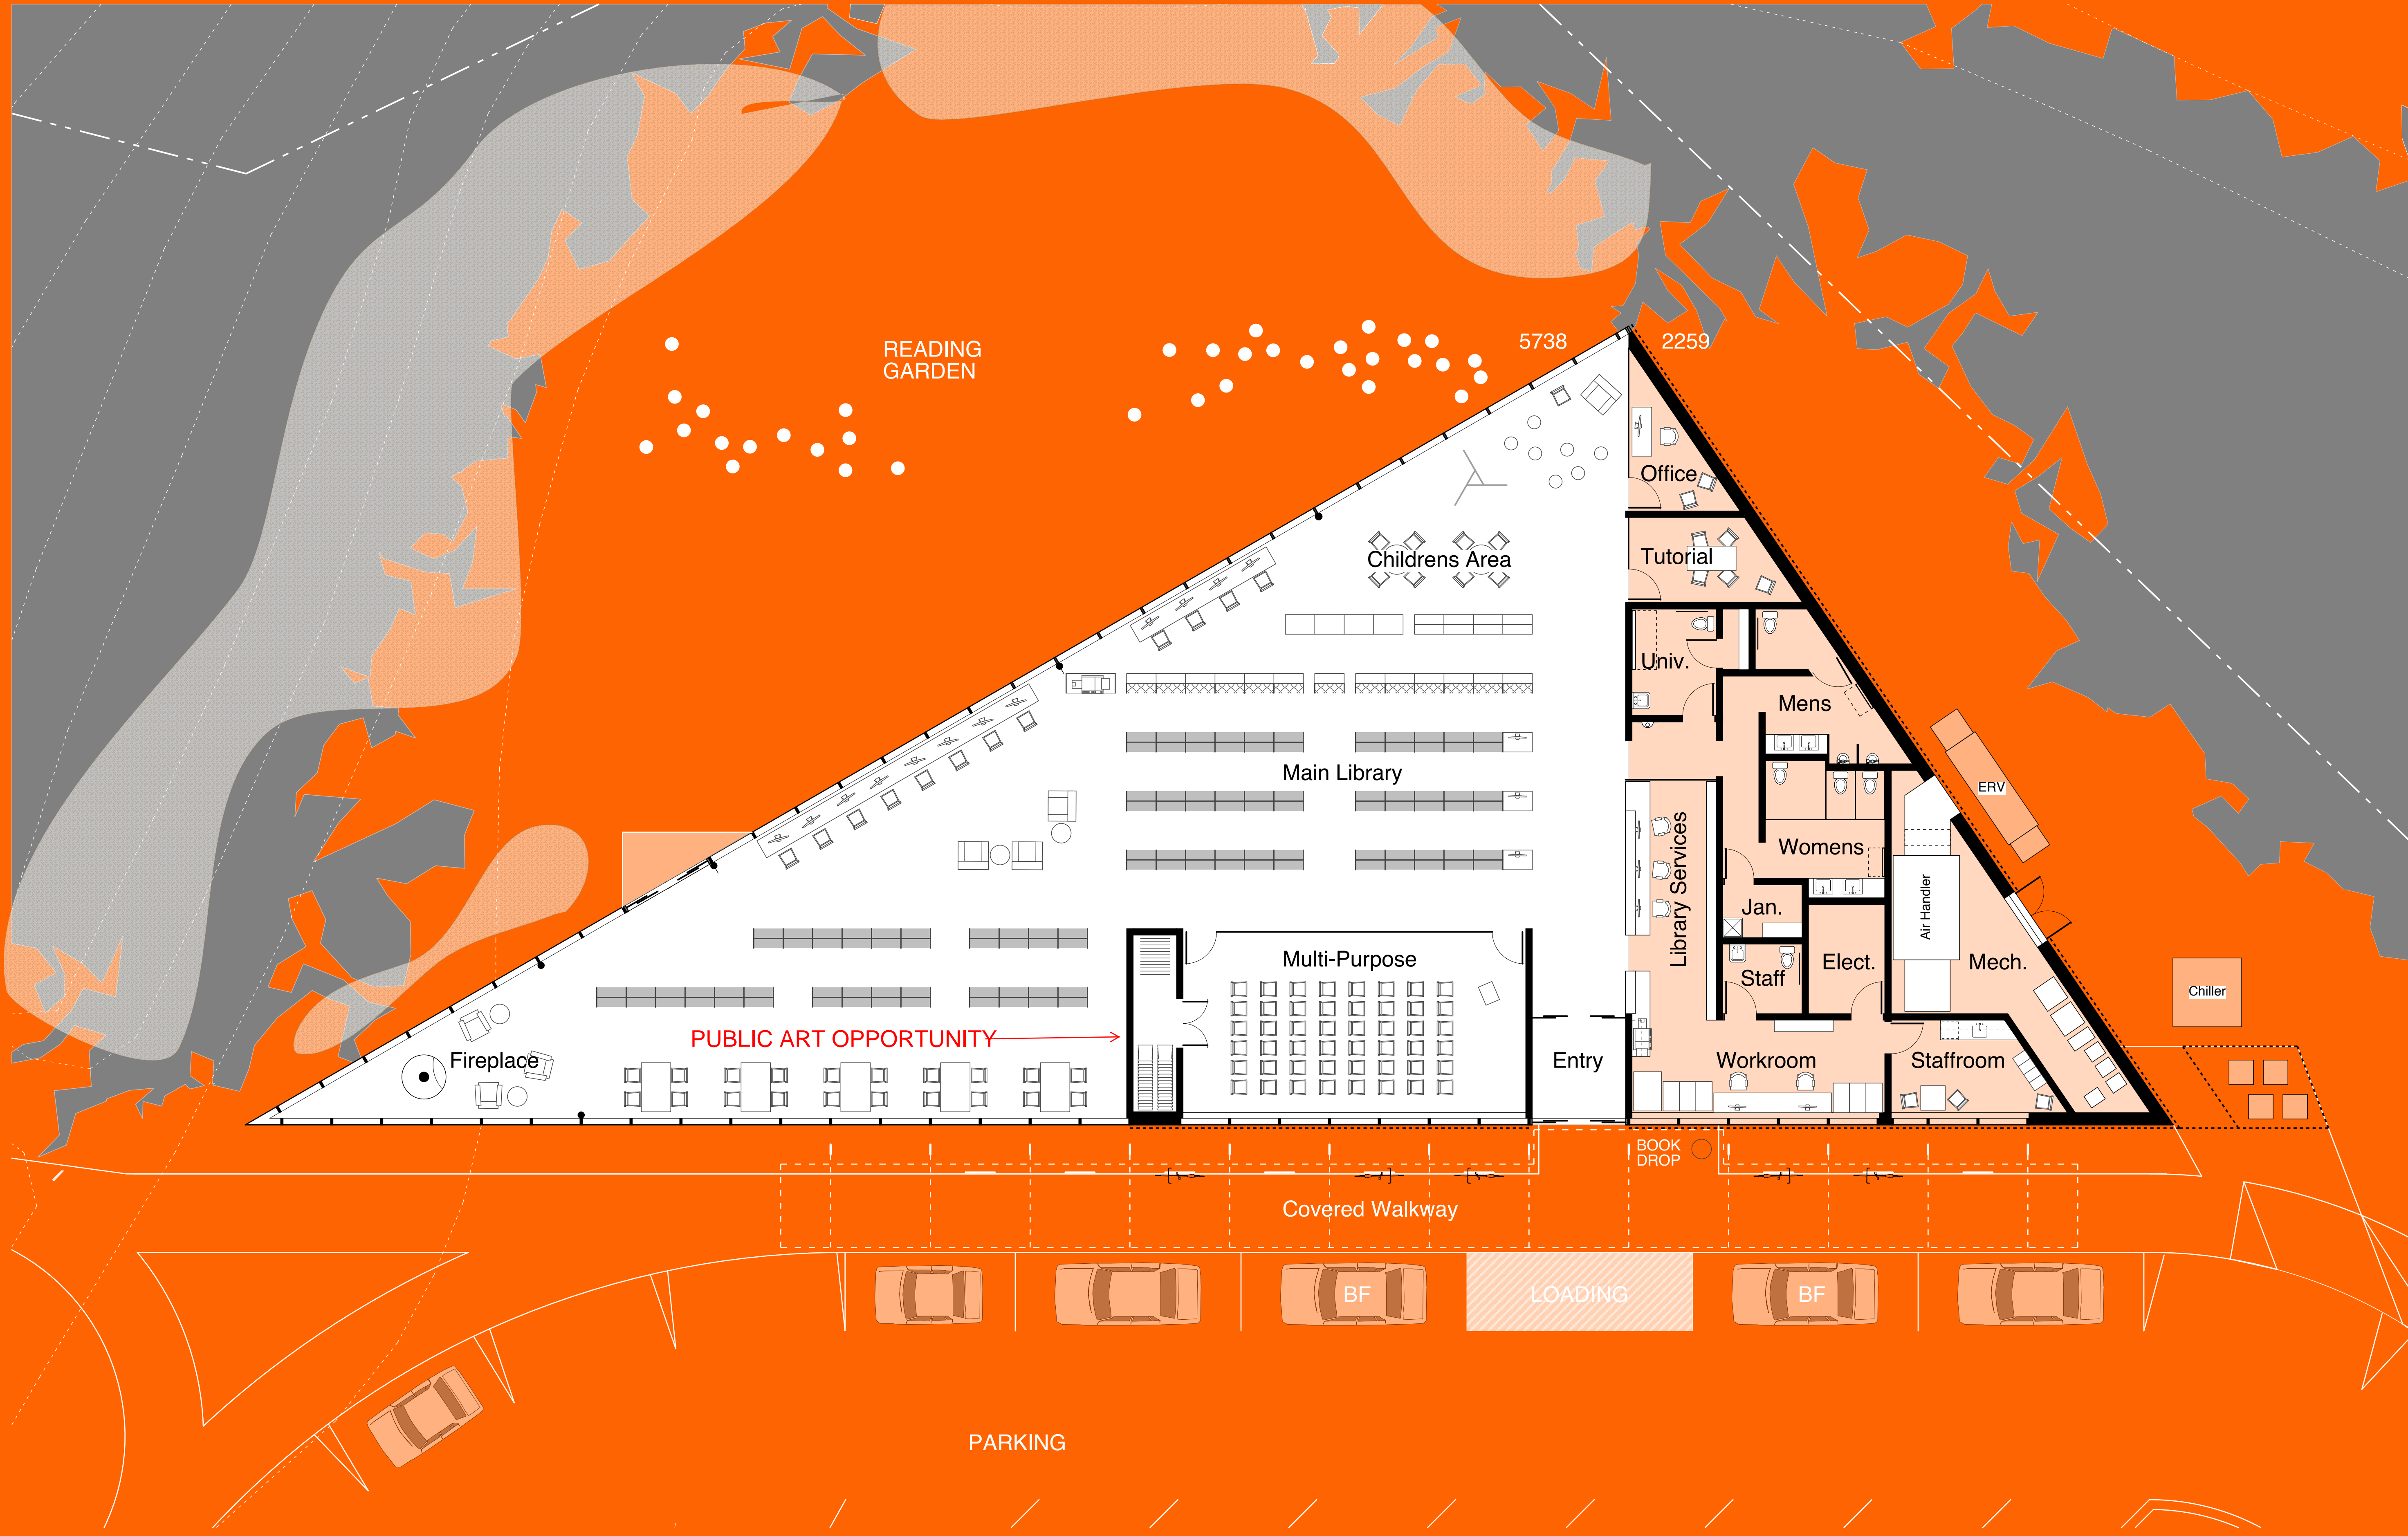 5738
2259
READING
GARDEN
Office
Childrens Area
Tutorial
Univ.
Mens
Main Library
ERV
Library Services
Womens
Air Handler
Jan.
Multi-Purpose
Staff
Elect.
Mech.
Chiller
PUBLIC ART OPPORTUNITY
Fireplace
Entry
Workroom
Staffroom
BOOK
DROP
Covered Walkway
BF
LOADING
BF
PARKING